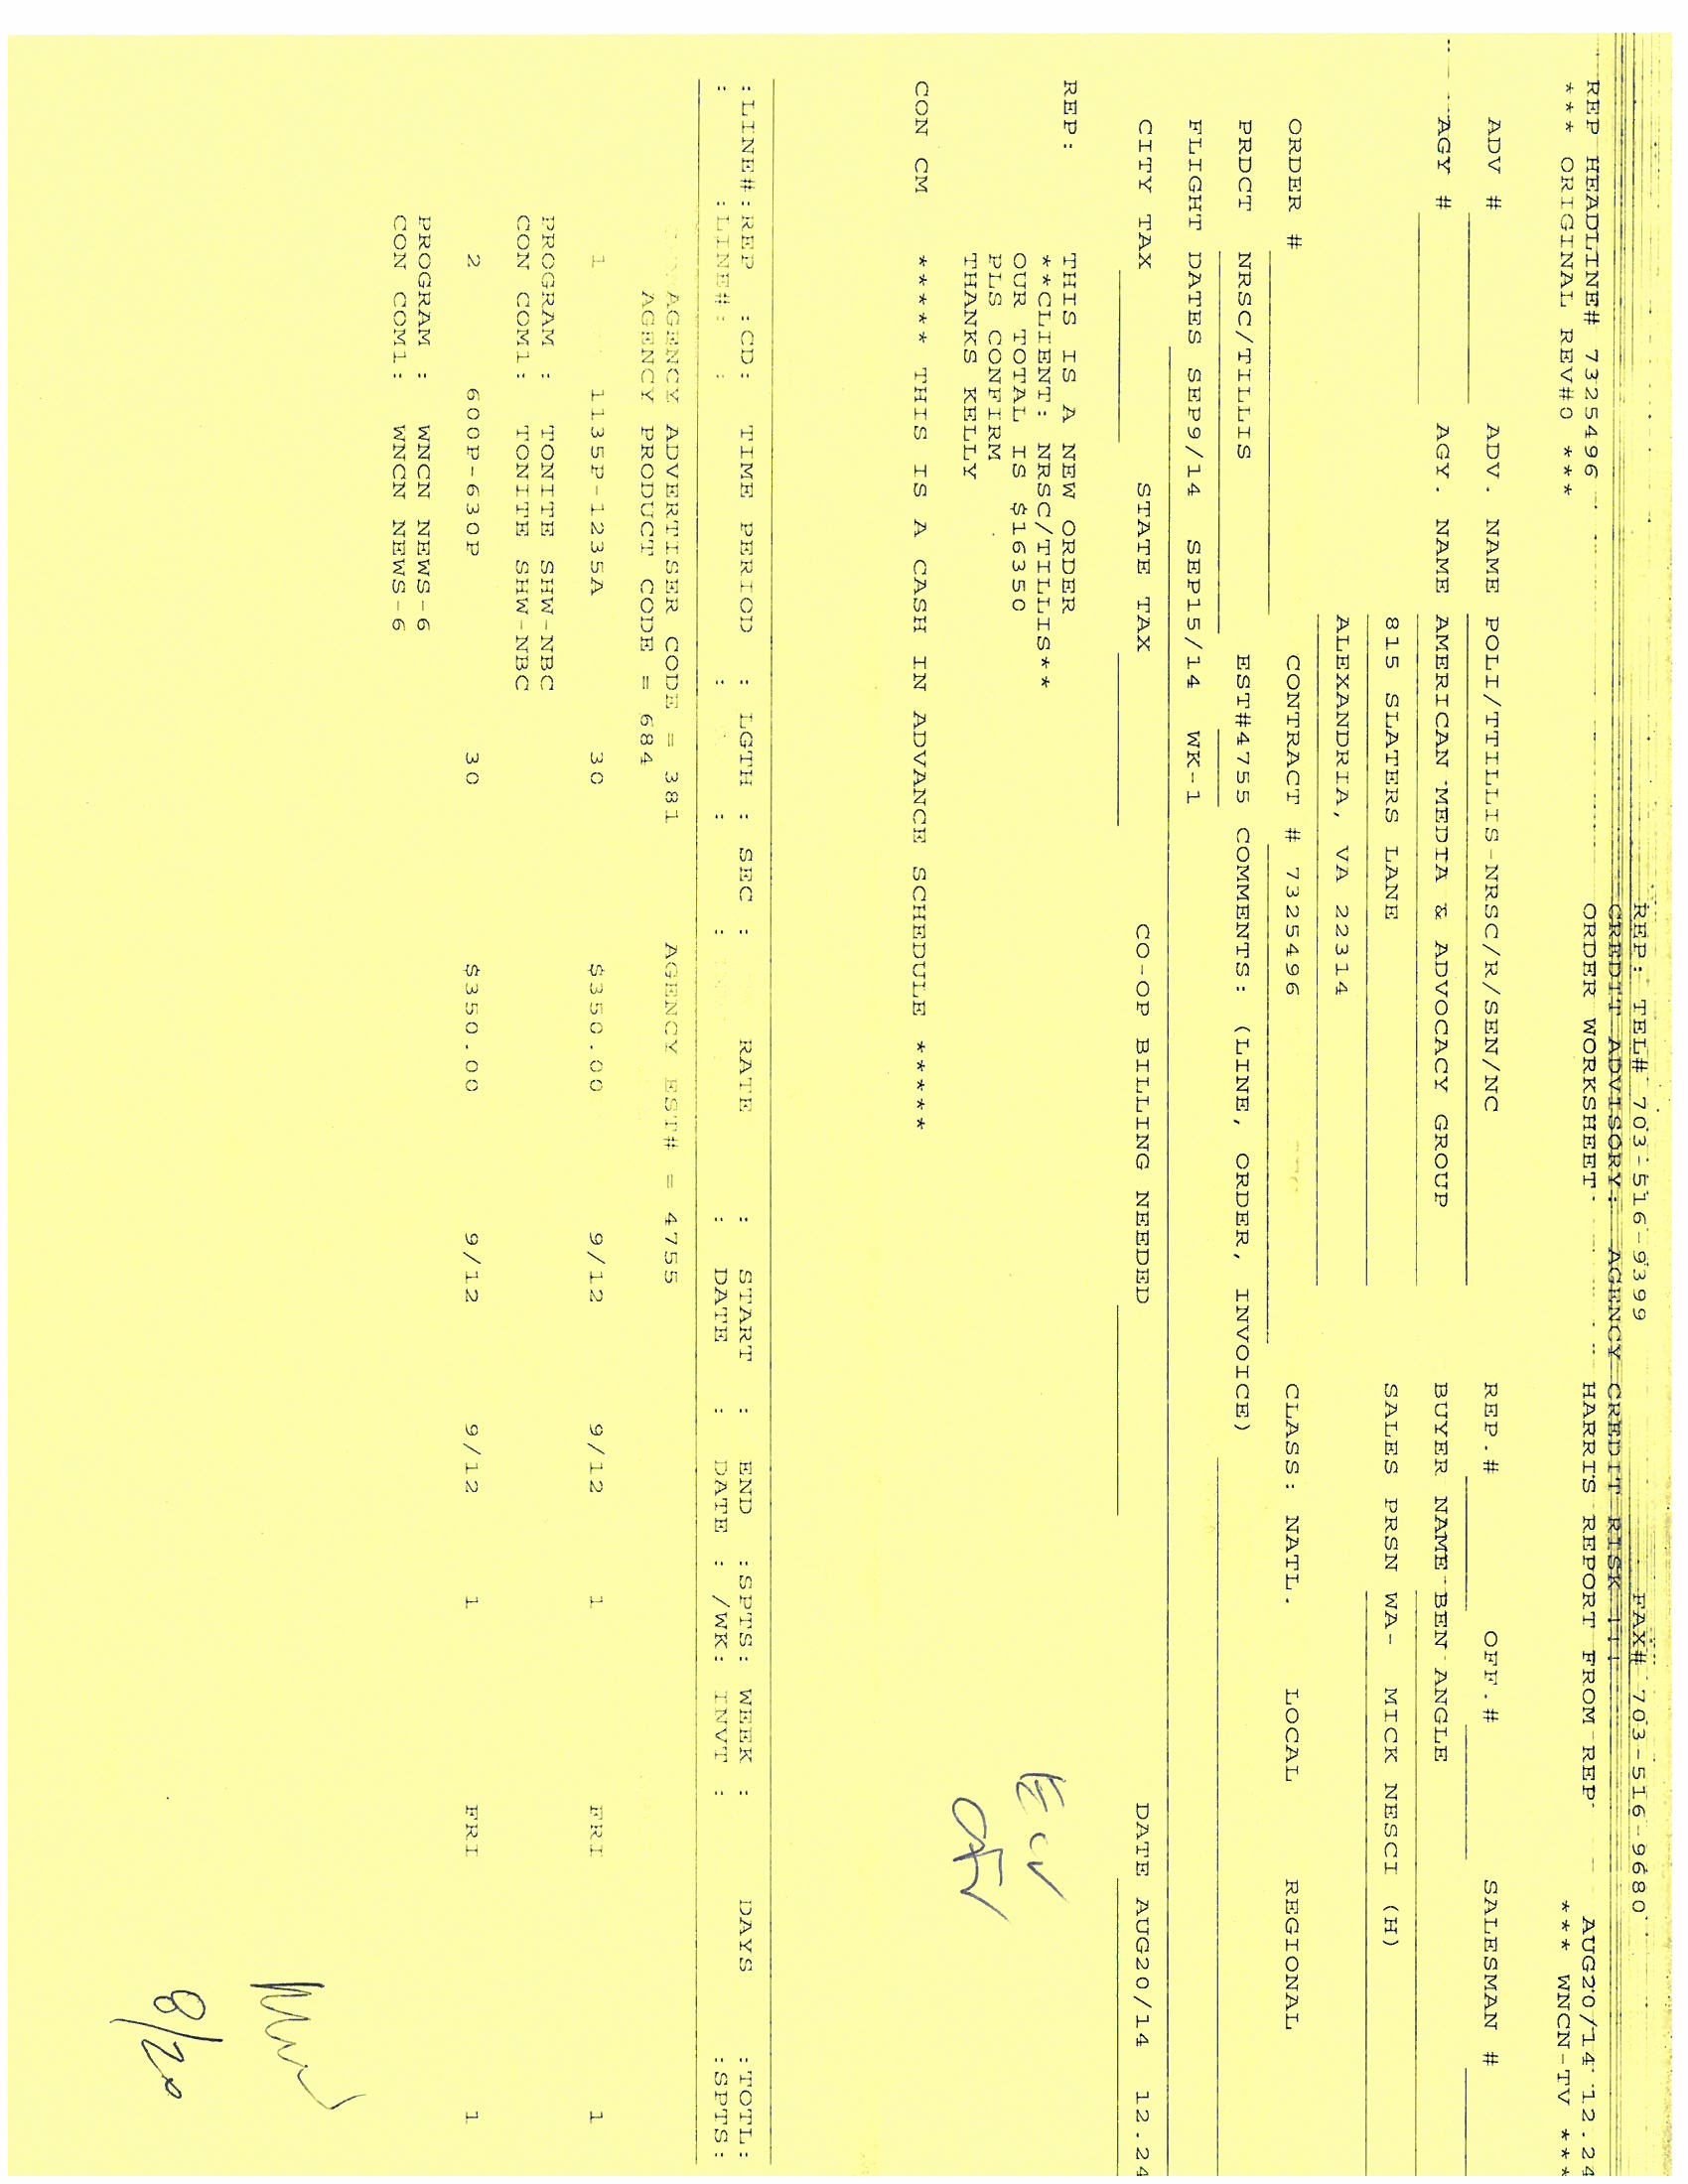 REP: TEL# 703-516-9399 FAX# 703-516-9680
CREDIT ADVISORY: AGENCY CREDIT RISK !!!
ORDER WORKSHEET HARRIS REPORT FROM REP AUG20/14 12.24
REP HEADLINE# 7325496
*** ORIGINAL REV#0 *** *** WNCN-TV ***
ADV # ADV. NAME POLI/TTILLIS-NRSC/R/SEN/NC REP.# OFF.# SALESMAN #
AGY # AGY. NAME AMERICAN MEDIA & ADVOCACY GROUP BUYER NAME BEN ANGLE
815 SLATERS LANE SALES PRSN WA- MICK NESCI (H)
ALEXANDRIA, VA 22314
ORDER # CONTRACT # 7325496 CLASS: NATL. LOCAL REGIONAL
PRDCT NRSC/TILLIS EST#4755 COMMENTS: (LINE, ORDER, INVOICE)
FLIGHT DATES SEP9/14 SEP15/14 WK-1
CITY TAX STATE TAX CO-OP BILLING NEEDED DATE AUG20/14 12.24
REP: THIS IS A NEW ORDER
**CLIENT: NRSC/TILLIS**
OUR TOTAL IS $16350
PLS CONFIRM
THANKS KELLY
CON CM ***** THIS IS A CASH IN ADVANCE SCHEDULE *****
:LINE#:REP :CD: TIME PERIOD : LGTH : SEC : RATE : START : END :SPTS: WEEK : DAYS :TOTL:
: :LINE#: : : : : DATE : DATE : /WK: INVT : :SPTS:
AGENCY ADVERTISER CODE = 381 AGENCY EST# = 4755
AGENCY PRODUCT CODE = 684
1 1135P-1235A 30 $350.00 9/12 9/12 1 FRI 1
PROGRAM : TONITE SHW-NBC
CON COM1: TONITE SHW-NBC
2 600P-630P 30 $350.00 9/12 9/12 1 FRI 1
PROGRAM : WNCN NEWS-6
CON COM1: WNCN NEWS-6
8/20